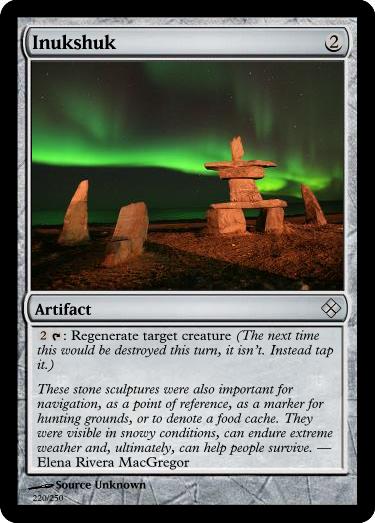 Inukshuk 2
Artifact
2 : Regenerate target creature (The next time
this would be destroyed this turn, it isn't. Instead tap
it.)
These stone sculptures were also important for
navigation, as a point of reference, as a marker for
hunting grounds, or to denote a food cache. They
were visible in snowy conditions, can endure extreme
weather and, ultimately, can help people survive. —
Elena Rivera MacGregor
Source Unknown
220/250